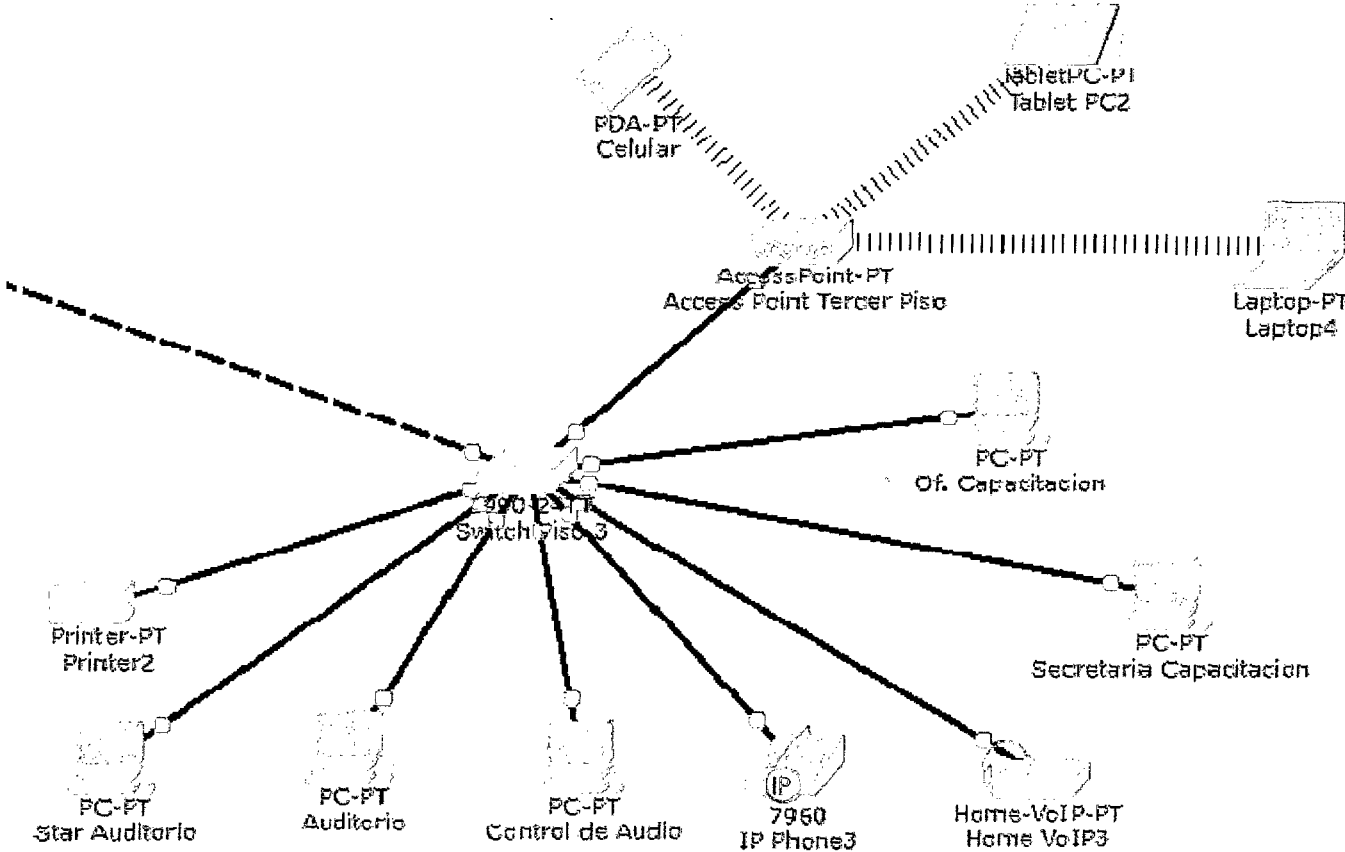 TabletPC-PT
Tablet PC2
PDA-PT
Celular
AccessPoint-PT
Access Point Tercer Piso
Laptop-PT
Laptop4
PC-PT
Of. Capacitacion
Switch Piso 3
PC-PT
Secretaria Capacitacion
Printer-PT
Printer2
PC-PT
Star Auditorio
PC-PT
Auditorio
PC-PT
Control de Audio
IP
7960
IP Phone3
Home-VoIP-PT
Home VoIP3